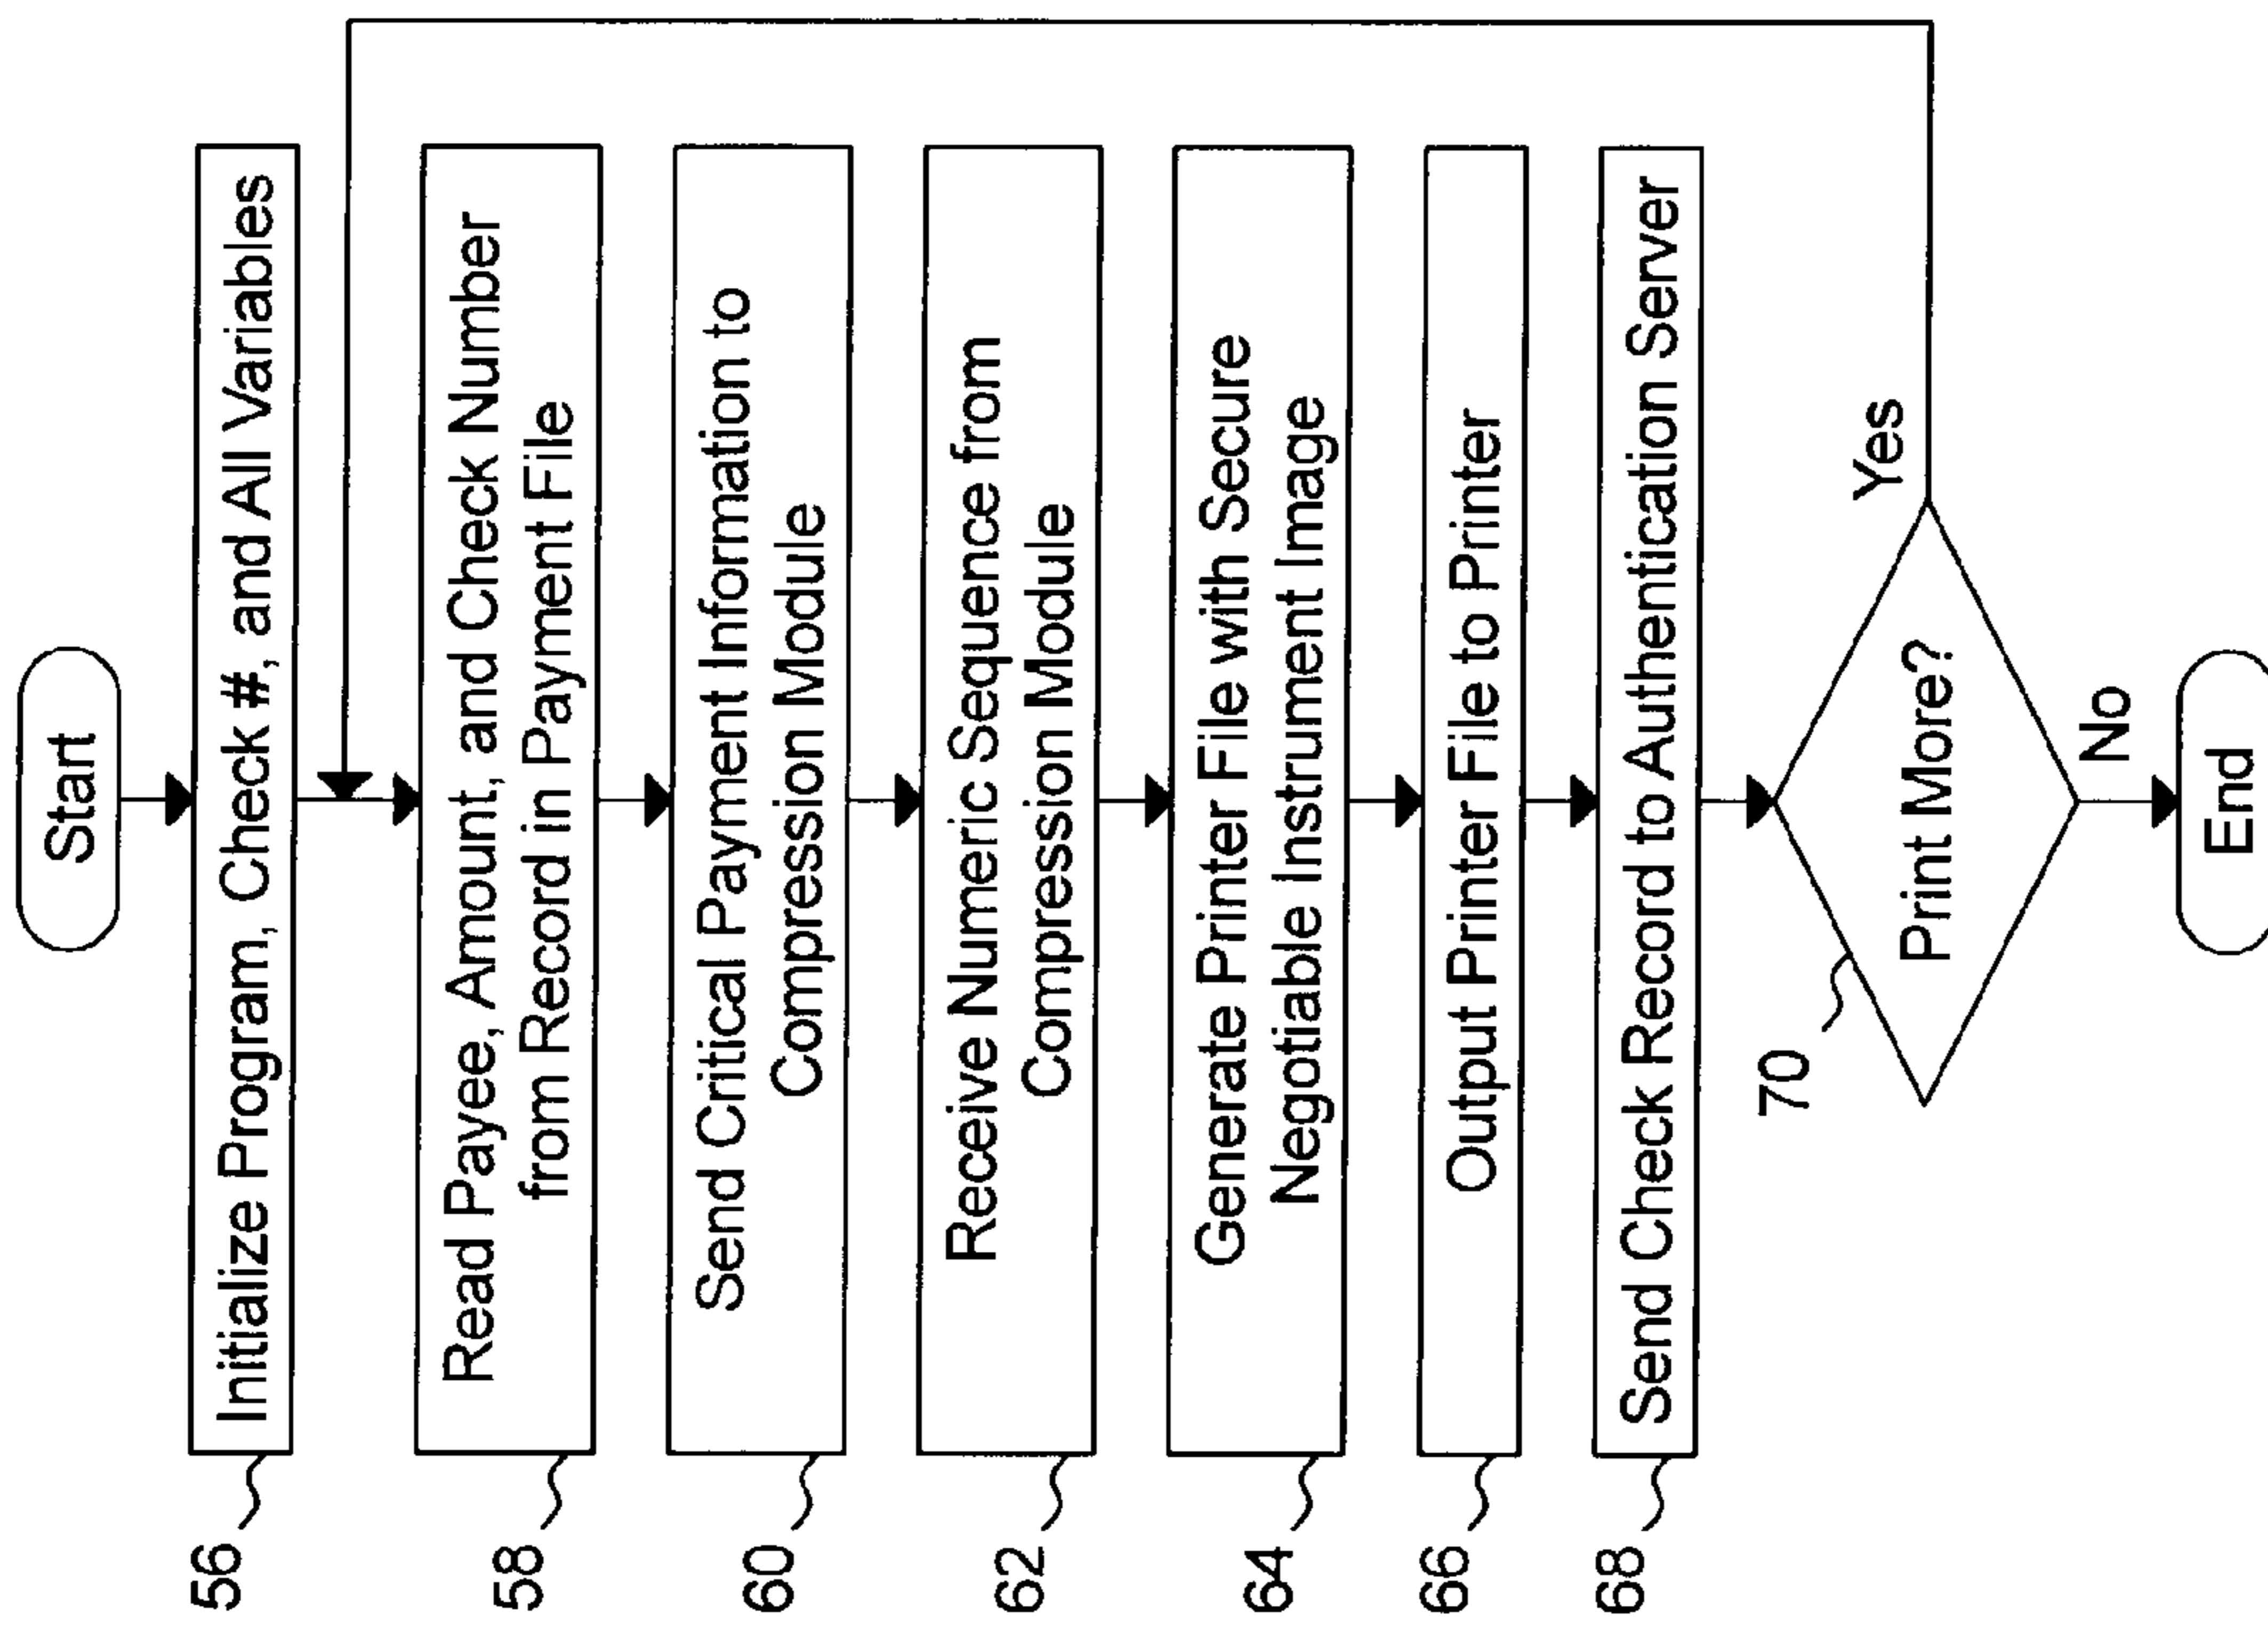 Start
56
Initialize Program, Check #, and All Variables
58
Read Payee, Amount, and Check Number
from Record in Payment File
60
Send Critical Payment Information to
Compression Module
62
Receive Numeric Sequence from
Compression Module
64
Generate Printer File with Secure
Negotiable Instrument Image
66
Output Printer File to Printer
68
Send Check Record to Authentication Server
70
Print More?
Yes
No
End